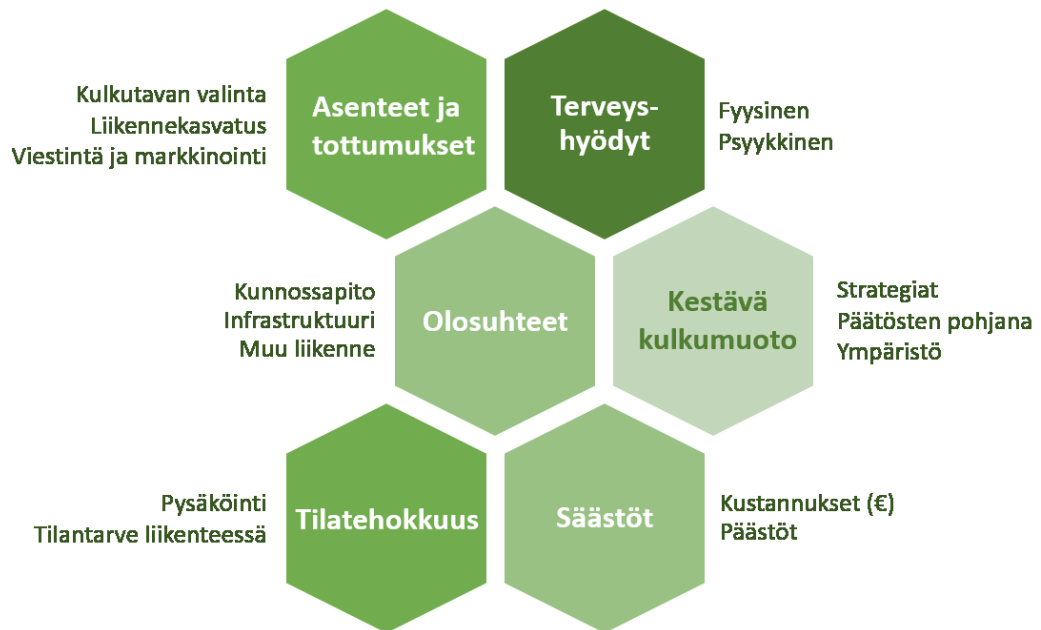 Kulkutavan valinta
Liikennekasvatus
Viestintä ja markkinointi
Asenteet ja
tottumukset
Terveys-
hyödyt
Fyysinen
Psyykkinen
Kunnossapito
Infrastruktuuri
Muu liikenne
Olosuhteet
Kestävä
kulkumuoto
Strategiat
Päätösten pohjana
Ympäristö
Pysäköinti
Tilantarve liikenteessä
Tilatehokkuus
Säästöt
Kustannukset (€)
Päästöt